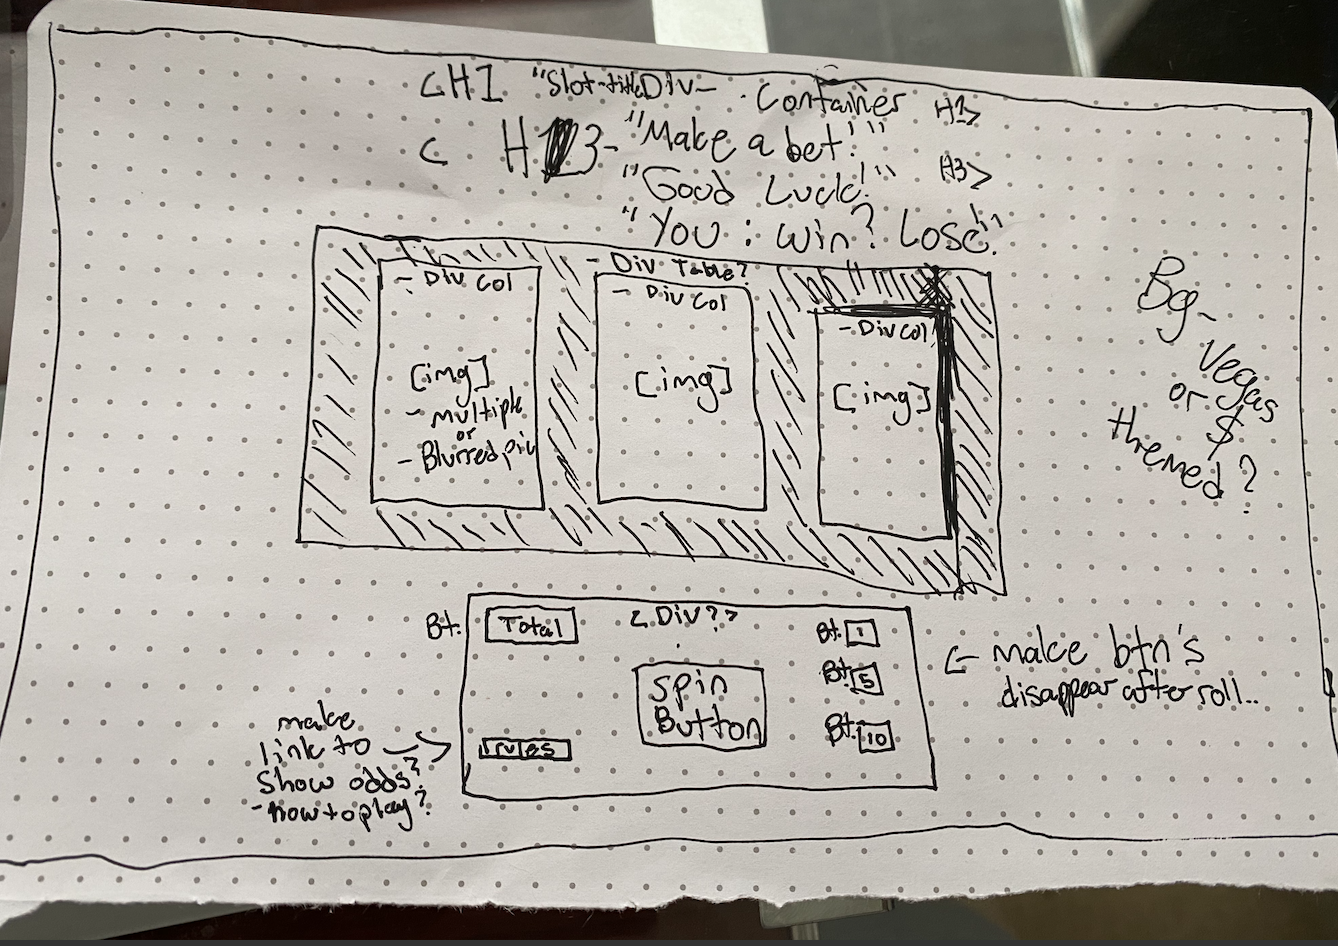 <H1 "Slot-title Div- Container H1>
< H3- "Make a bet!" H3>
"Good Luck!"
"You : Win? Lose!"
- Div Table?
- Div Col
[img]
- multiple
or
- Blurred pic
- Div Col
[img]
- Div Col
[img]
Bg-
Vegas
or $
themed?
Bt. Total
< Div?>
Bt. 1
Bt. 5
Bt. 10
spin
Button
rules
<- make btn's
disappear after roll..
make
link to
show odds?
- how to play?